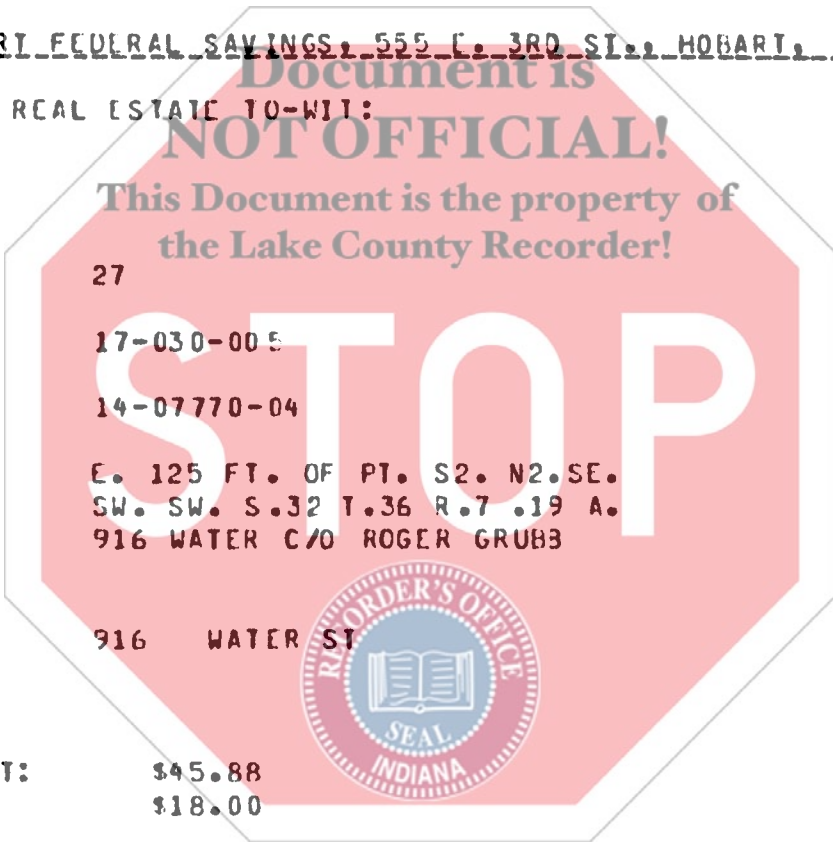 RT FEDERAL SAVINGS, 555 E. 3RD ST., HOBART,
Document is
REAL ESTATE TO-WIT:
NOT OFFICIAL!
This Document is the property of
the Lake County Recorder!
27
STOP
17-030-005
14-07770-04
E. 125 FT. OF PT. S2. N2.SE.
SW. SW. S.32 T.36 R.7 .19 A.
916 WATER C/O ROGER GRUBB
RECORDER'S OFFICE
916 WATER ST
SEAL
INDIANA
T: $45.88
$18.00